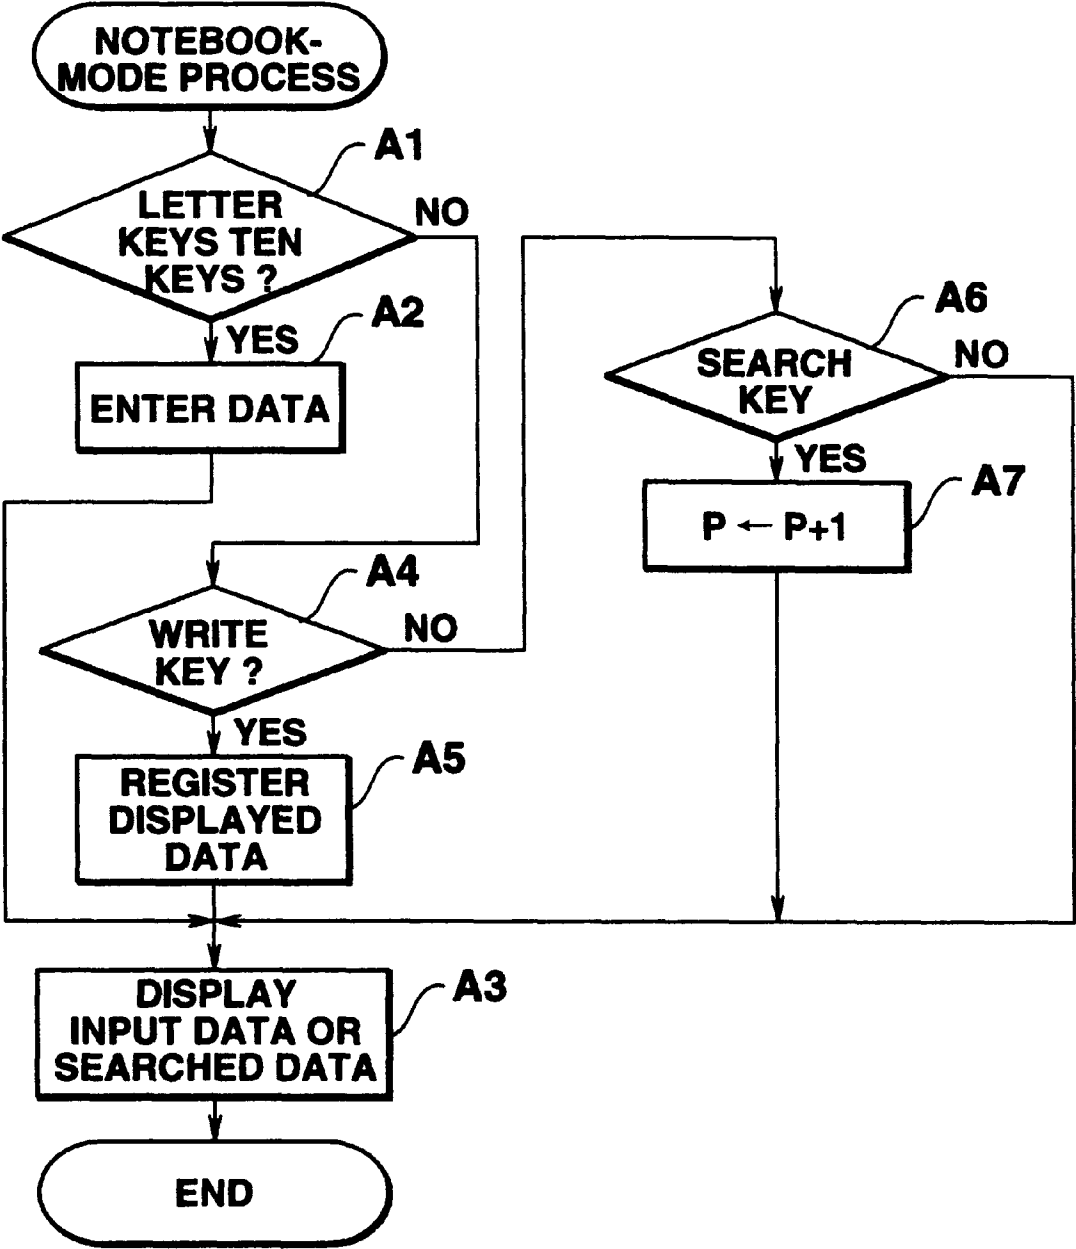 NOTEBOOK-
MODE PROCESS
A1
LETTER
KEYS TEN
KEYS ?
NO
YES
A2
ENTER DATA
A4
WRITE
KEY ?
NO
YES
A5
REGISTER
DISPLAYED
DATA
A6
SEARCH
KEY
NO
YES
A7
P ← P+1
A3
DISPLAY
INPUT DATA OR
SEARCHED DATA
END